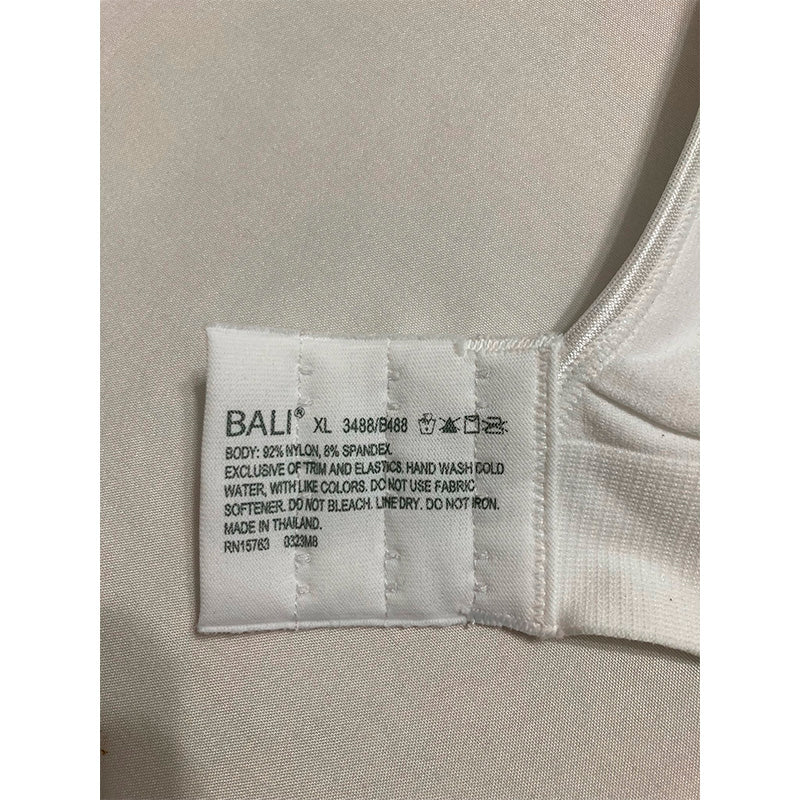 BALI® XL 3488/B488
BODY: 92% NYLON, 8% SPANDEX.
EXCLUSIVE OF TRIM AND ELASTICS. HAND WASH COLD
WATER, WITH LIKE COLORS. DO NOT USE FABRIC
SOFTENER. DO NOT BLEACH. LINE DRY. DO NOT IRON.
MADE IN THAILAND.
RN15763 0323M8